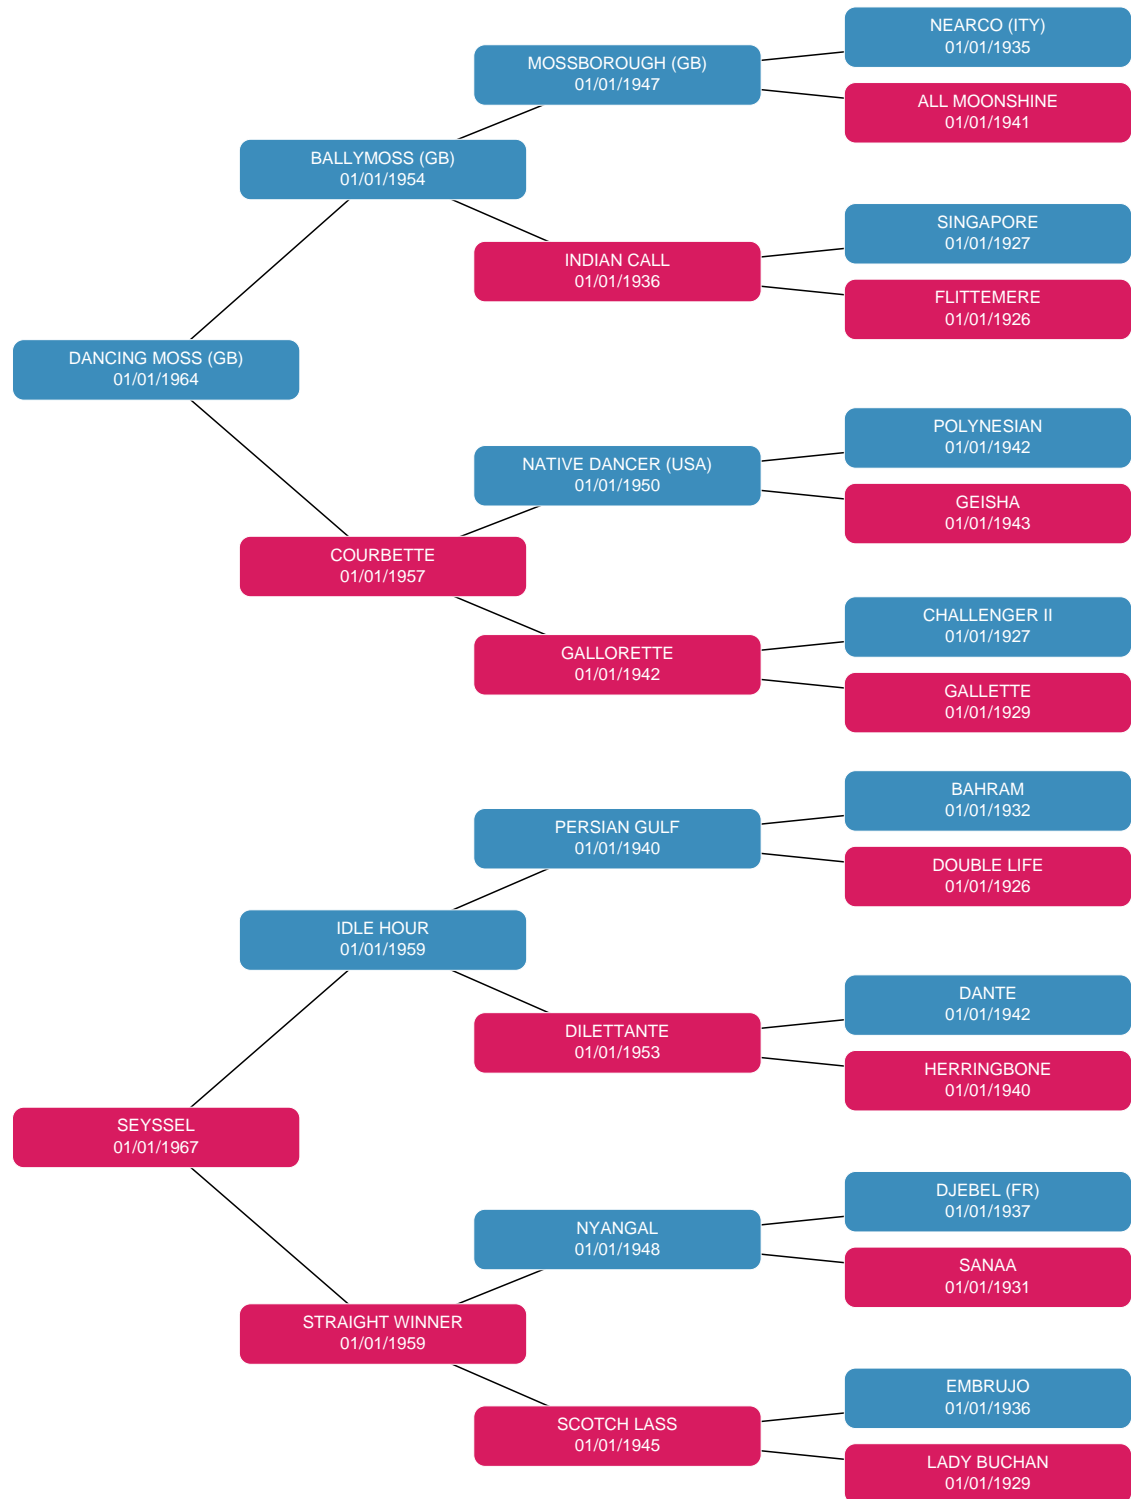 NEARCO (ITY)
01/01/1935
MOSSBOROUGH (GB)
01/01/1947
ALL MOONSHINE
01/01/1941
BALLYMOSS (GB)
01/01/1954
SINGAPORE
01/01/1927
INDIAN CALL
01/01/1936
FLITTEMERE
01/01/1926
DANCING MOSS (GB)
01/01/1964
POLYNESIAN
01/01/1942
NATIVE DANCER (USA)
01/01/1950
GEISHA
01/01/1943
COURBETTE
01/01/1957
CHALLENGER II
01/01/1927
GALLORETTE
01/01/1942
GALLETTE
01/01/1929
BAHRAM
01/01/1932
PERSIAN GULF
01/01/1940
DOUBLE LIFE
01/01/1926
IDLE HOUR
01/01/1959
DANTE
01/01/1942
DILETTANTE
01/01/1953
HERRINGBONE
01/01/1940
SEYSSEL
01/01/1967
DJEBEL (FR)
01/01/1937
NYANGAL
01/01/1948
SANAA
01/01/1931
STRAIGHT WINNER
01/01/1959
EMBRUJO
01/01/1936
SCOTCH LASS
01/01/1945
LADY BUCHAN
01/01/1929